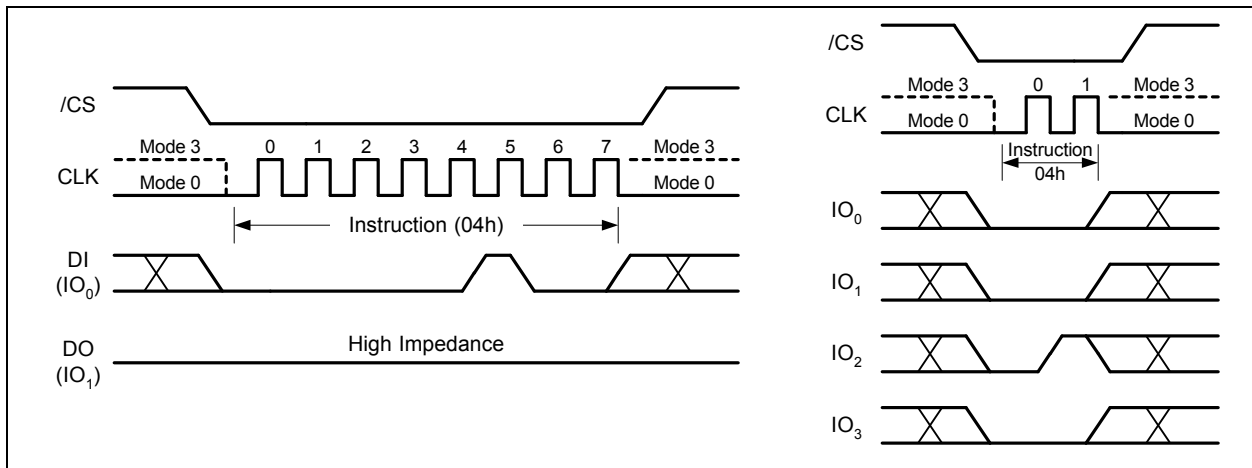 /CS
Mode 3
0 1 2 3 4 5 6 7
Mode 3
CLK
Mode 0
Mode 0
Instruction (04h)
DI
(IO0)
High Impedance
DO
(IO1)
/CS
Mode 3
0 1
Mode 3
CLK
Mode 0
Mode 0
Instruction
04h
IO0
IO1
IO2
IO3